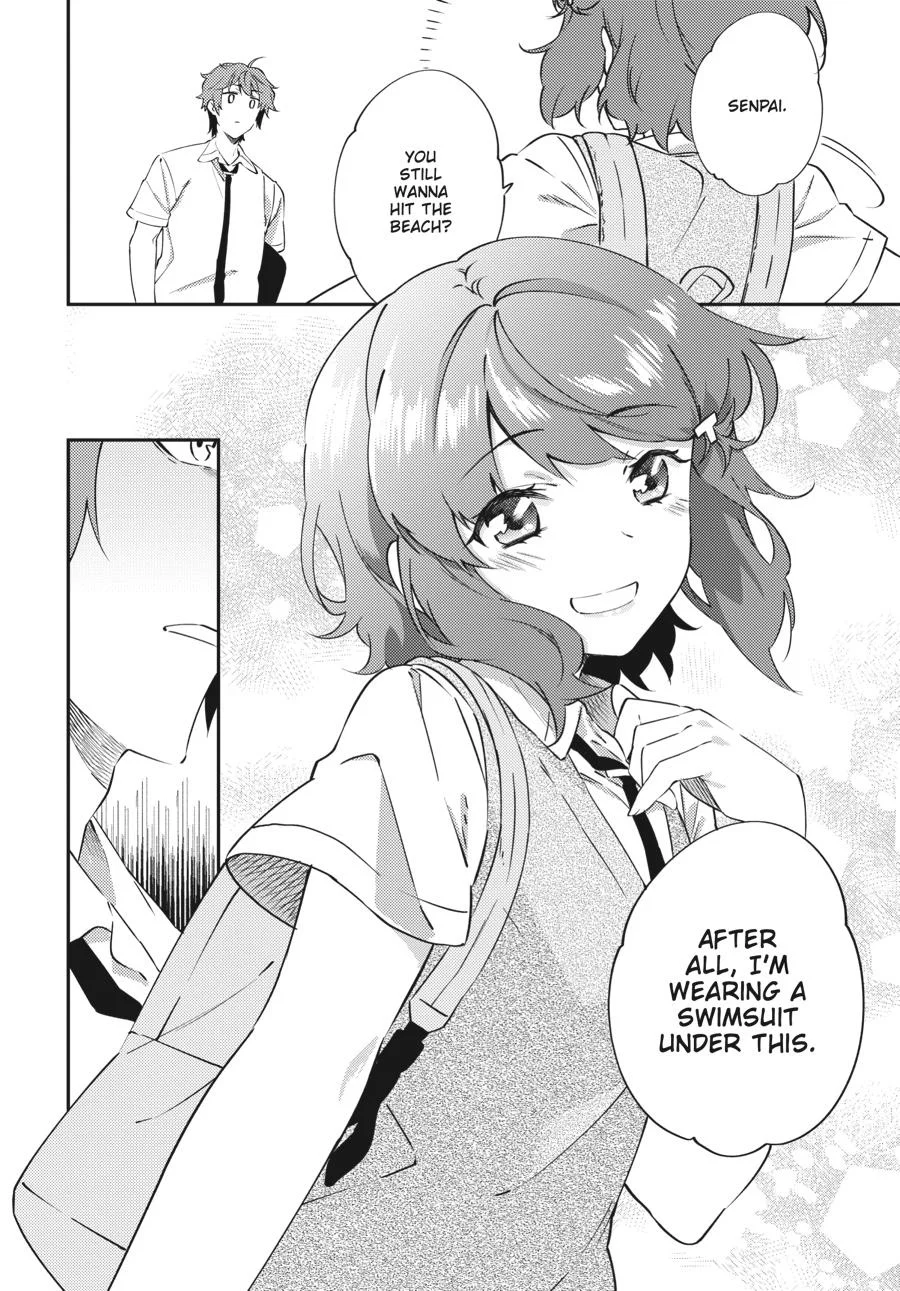 SENPAI.
YOU
STILL
WANNA
HIT THE
BEACH?
AFTER
ALL, I'M
WEARING A
SWIMSUIT
UNDER THIS.